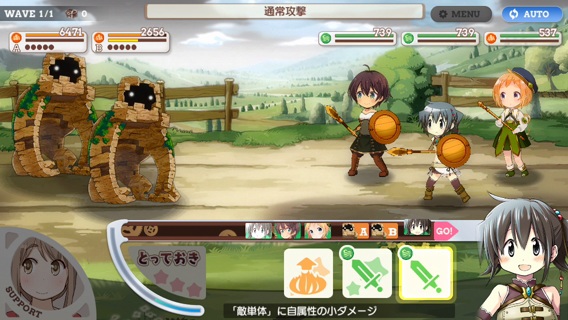 WAVE 1/1
0
通常攻撃
MENU
AUTO
6471
A
2656
B
739
739
537
A
B
GO!
とっておき
SUPPORT
「敵単体」に自属性の小ダメージ